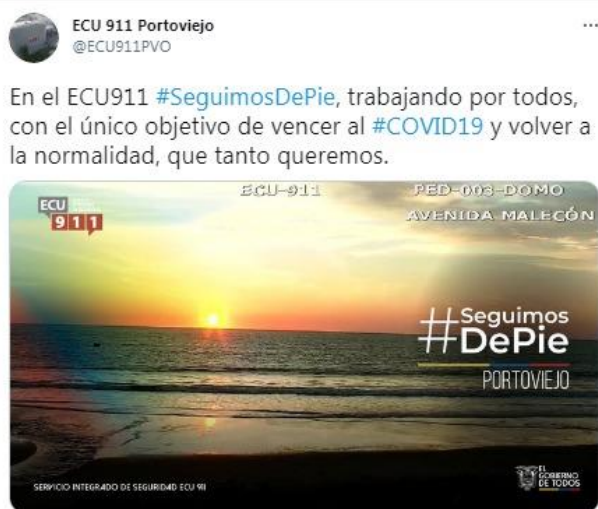 ECU 911 Portoviejo
@ECU911PVO
En el ECU911 #SeguimosDePie, trabajando por todos,
con el único objetivo de vencer al #COVID19 y volver a
la normalidad, que tanto queremos.
ECU-911
PED-003-DOMO
AVENIDA MALECÓN
ECU
911
#Seguimos
DePie
PORTOVIEJO
SERVICIO INTEGRADO DE SEGURIDAD ECU 911
EL
GOBIERNO
DE TODOS